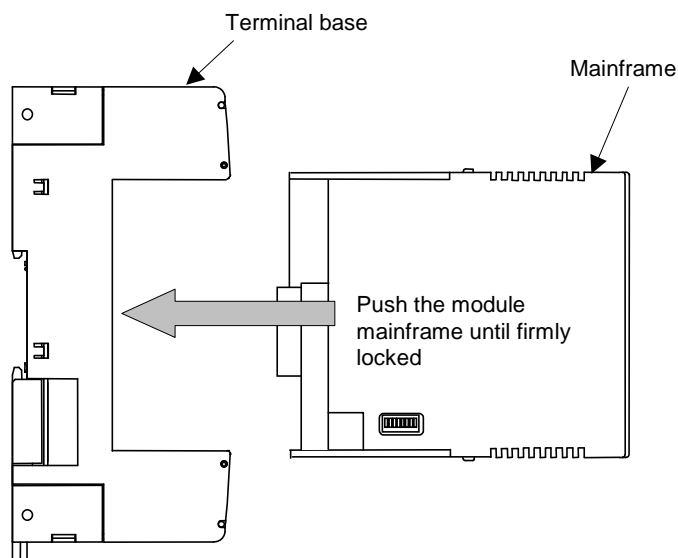 Terminal base
Mainframe
Push the module
mainframe until firmly
locked